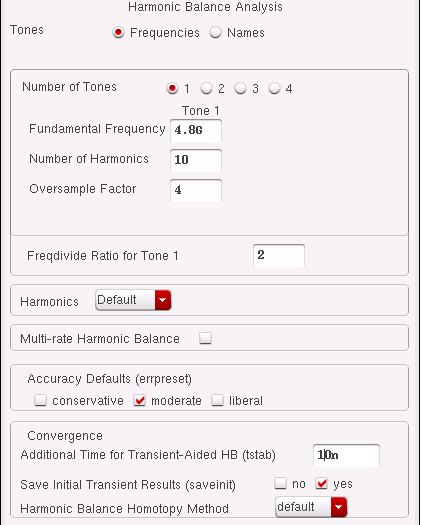 Harmonic Balance Analysis
Tones Frequencies Names
Number of Tones 1 2 3 4
Tone 1
Fundamental Frequency 4.8G
Number of Harmonics 10
Oversample Factor 4
Freqdivide Ratio for Tone 1 2
Harmonics Default
Multi-rate Harmonic Balance
Accuracy Defaults (errpreset)
conservative moderate liberal
Convergence
Additional Time for Transient-Aided HB (tstab) 10n
Save Initial Transient Results (saveinit) no yes
Harmonic Balance Homotopy Method default